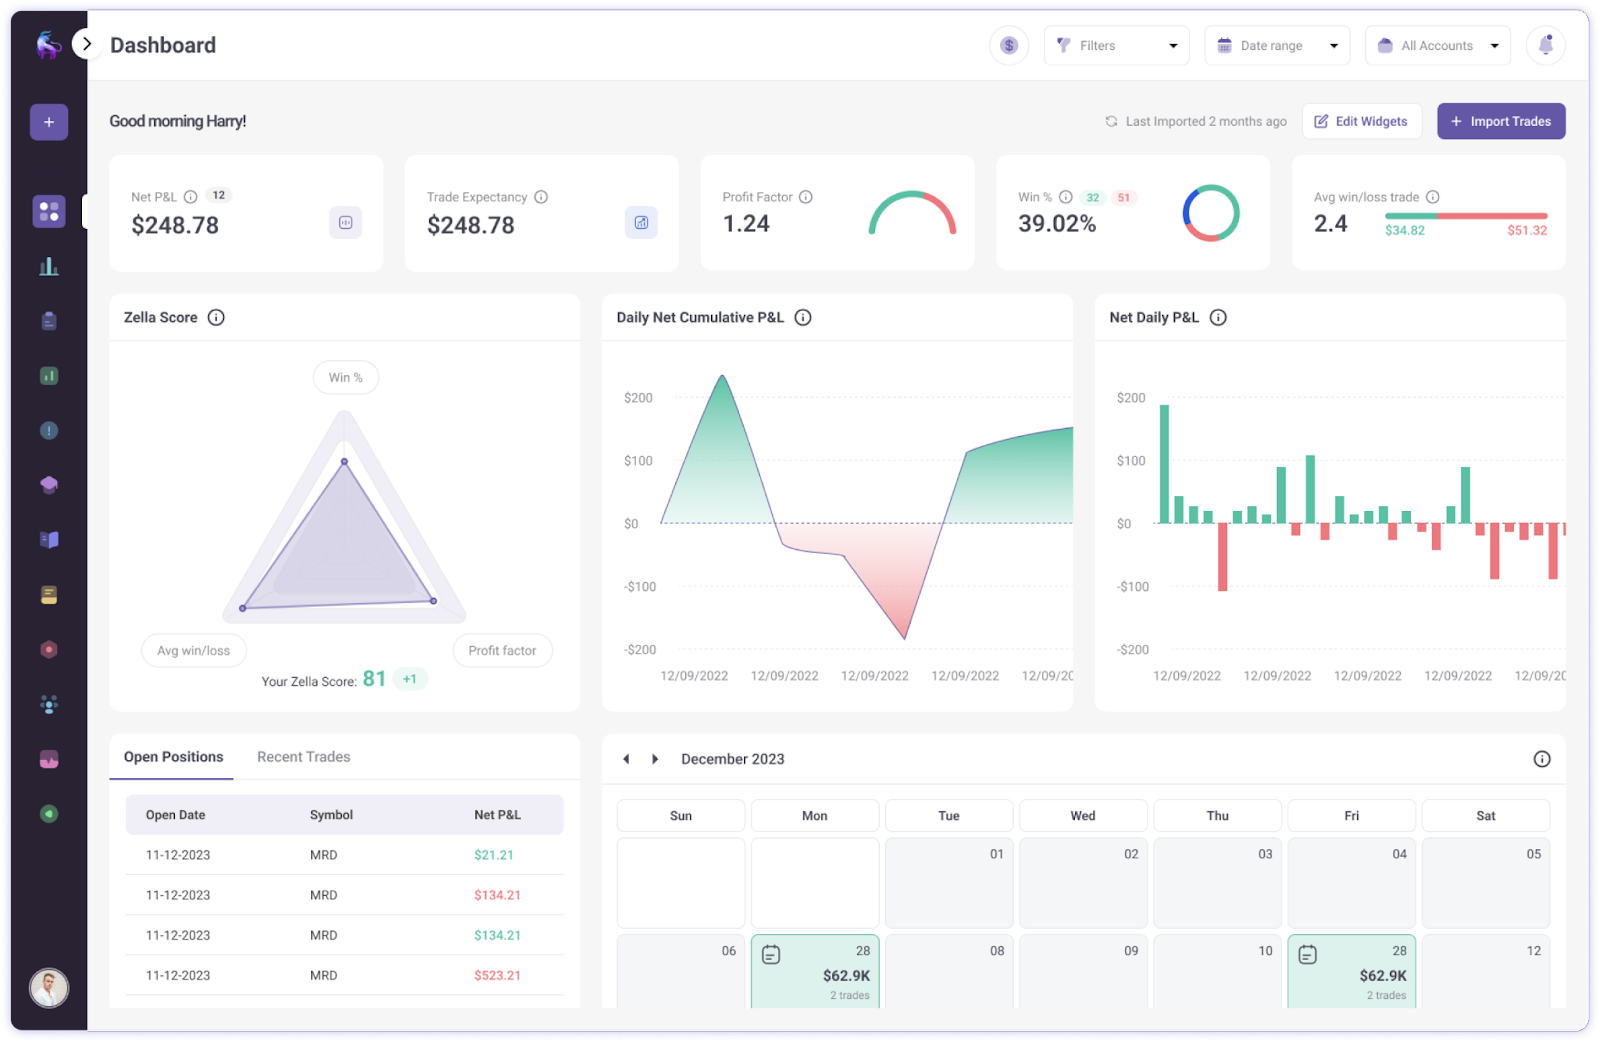 Dashboard
$
Filters
Date range
All Accounts
Good morning Harry!
Last Imported 2 months ago
Edit Widgets
+ Import Trades
+
Net P&L 12
$248.78
Trade Expectancy
$248.78
Profit Factor
1.24
Win % 32 51
39.02%
Avg win/loss trade
2.4
$34.82 $51.32
Zella Score
Win %
Avg win/loss
Profit factor
Your Zella Score: 81 +1
Daily Net Cumulative P&L
$200
$100
$0
-$100
-$200
12/09/2022 12/09/2022 12/09/2022 12/09/2022 12/09/20
Net Daily P&L
$200
$100
$0
-$100
-$200
12/09/2022 12/09/2022 12/09/2022 12/09/2022 12/09/20
Open Positions Recent Trades
Open Date Symbol Net P&L
11-12-2023 MRD $21.21
11-12-2023 MRD $134.21
11-12-2023 MRD $134.21
11-12-2023 MRD $523.21
December 2023
Sun Mon Tue Wed Thu Fri Sat
01 02 03 04 05
06 28 08 09 10 28 12
$62.9K $62.9K
2 trades 2 trades